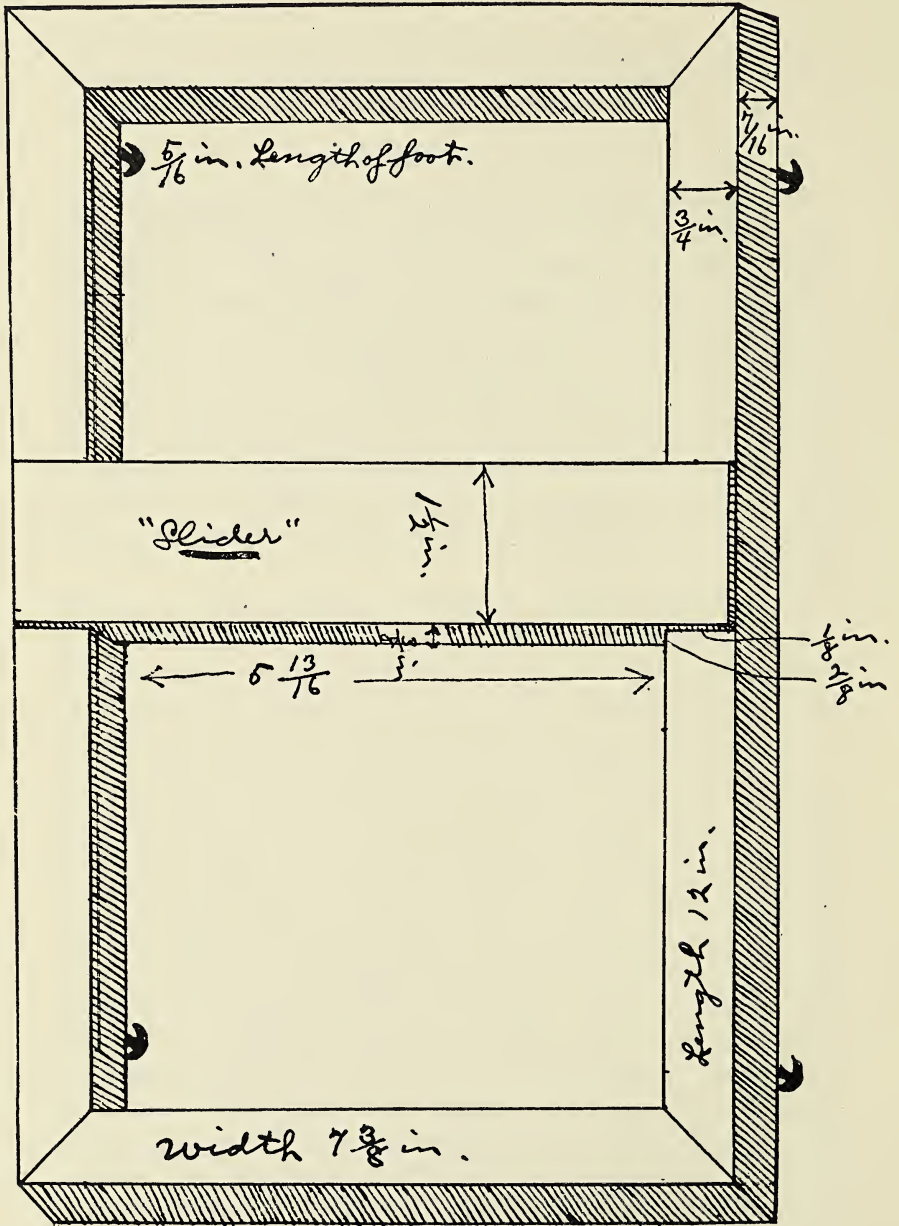 7/16 in.
5/16 in. Length of foot.
3/4 in.
"Slider"
1 1/2 in.
1/8 in.
5 13/16
3/8 in
Length 12 in.
Width 7 3/8 in.